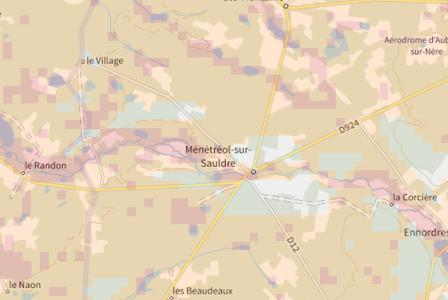 Aérodrome d'Aub
sur-Nère
le Village
D924
Ménétréol-sur-
Sauldre
le Randon
la Corcière
Ennordres
D12
le Naon
les Beaudeaux